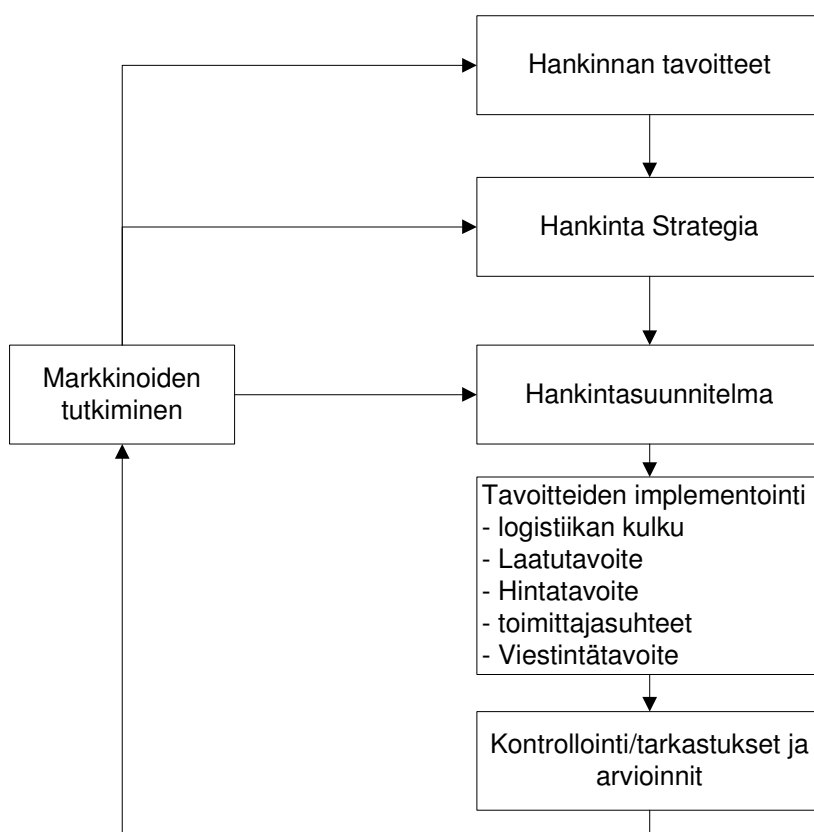 Hankinnan tavoitteet
Hankinta Strategia
Markkinoiden
tutkiminen
Hankintasuunnitelma
Tavoitteiden implementointi
- logistiikan kulku
- Laatutavoite
- Hintatavoite
- toimittajasuhteet
- Viestintätavoite
Kontrollointi/tarkastukset ja
arvioinnit